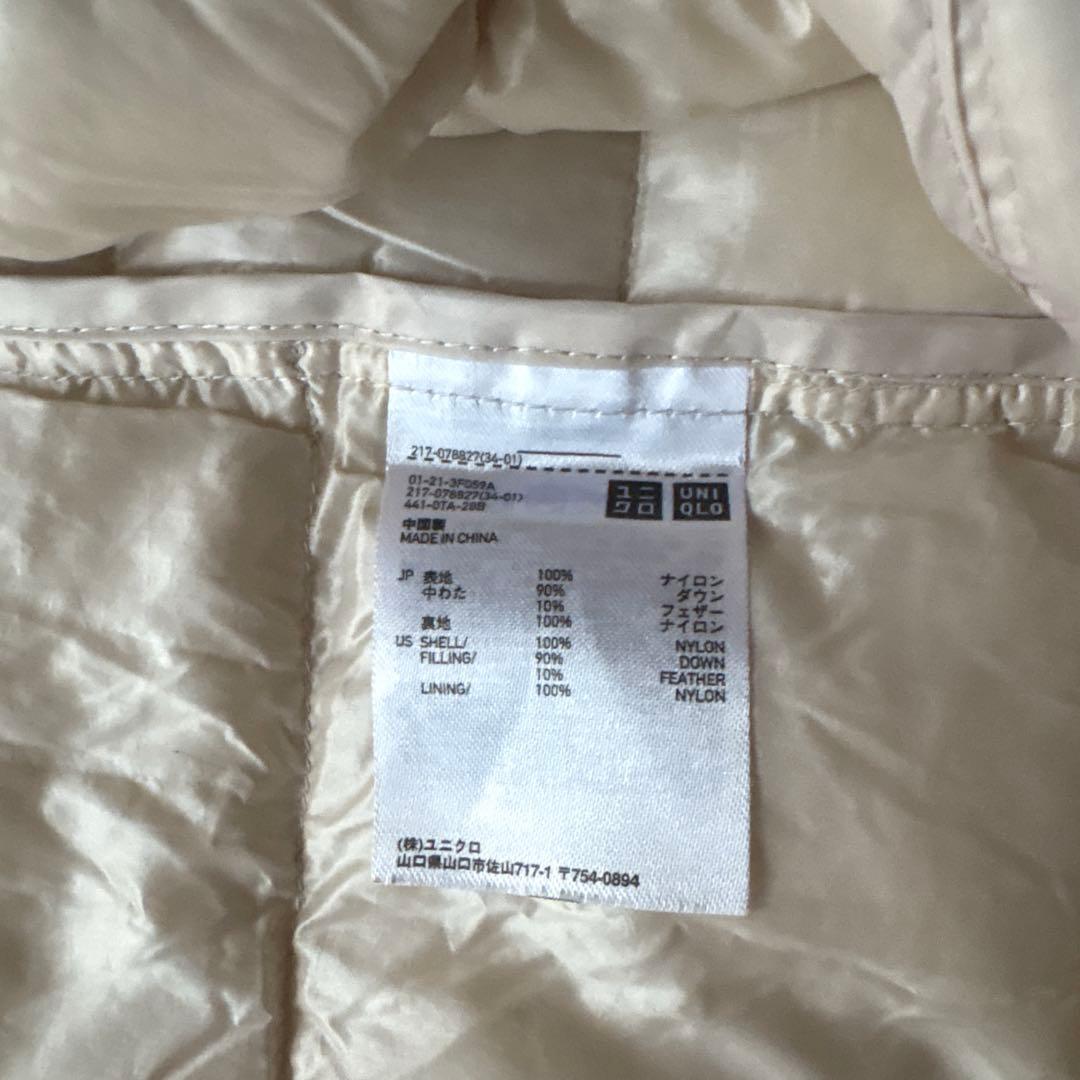 217-078827(34-01)
01-21-3F059A
217-078827(34-01)
441-0TA-28B
ユニ
クロ
UNI
QLO
中国製
MADE IN CHINA
JP 表地 100% ナイロン
中わた 90% ダウン
10% フェザー
裏地 100% ナイロン
US SHELL/ 100% NYLON
FILLING/ 90% DOWN
10% FEATHER
LINING/ 100% NYLON
(株)ユニクロ
山口県山口市佐山717-1 〒754-0894